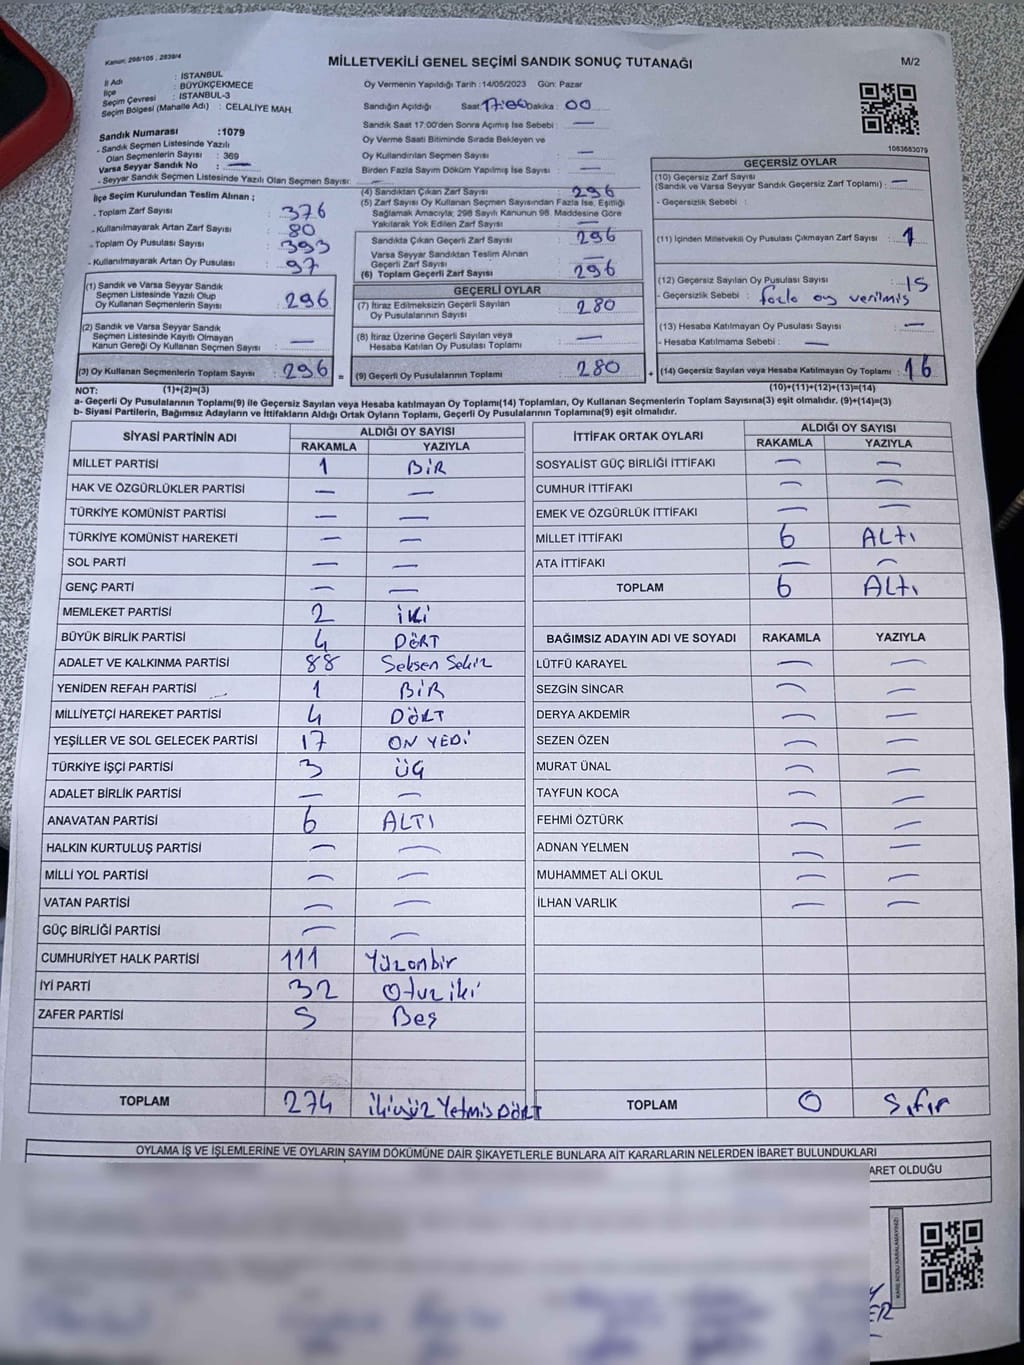 Kanun: 298/105 , 2839/4
MİLLETVEKİLİ GENEL SEÇİMİ SANDIK SONUÇ TUTANAĞI
M/2
İl Adı : İSTANBUL
İlçe : BÜYÜKÇEKMECE
Seçim Çevresi : İSTANBUL-3
Seçim Bölgesi (Mahalle Adı) : CELALİYE MAH.
Sandık Numarası :1079
- Sandık Seçmen Listesinde Yazılı
Olan Seçmenlerin Sayısı : 369
Varsa Seyyar Sandık No : —
- Seyyar Sandık Seçmen Listesinde Yazılı Olan Seçmen Sayısı: —
Oy Vermenin Yapıldığı Tarih :14/05/2023 Gün: Pazar
Sandığın Açıldığı Saat: 17:00 Dakika : 00
Sandık Saat 17:00'den Sonra Açımış İse Sebebi : —
Oy Verme Saati Bitiminde Sırada Bekleyen ve
Oy Kullandırılan Seçmen Sayısı : —
Birden Fazla Sayım Döküm Yapılmış İse Sayısı : —
1083683079
İlçe Seçim Kurulundan Teslim Alınan ;
- Toplam Zarf Sayısı : 376
- Kullanılmayarak Artan Zarf Sayısı : 80
- Toplam Oy Pusulası Sayısı : 393
- Kullanılmayarak Artan Oy Pusulası : 97
(1) Sandık ve Varsa Seyyar Sandık
Seçmen Listesinde Yazılı Olup
Oy Kullanan Seçmenlerin Sayısı : 296
(2) Sandık ve Varsa Seyyar Sandık
Seçmen Listesinde Kayıtlı Olmayan
Kanun Gereği Oy Kullanan Seçmen Sayısı : —
(3) Oy Kullanan Seçmenlerin Toplam Sayısı : 296 =
(4) Sandıktan Çıkan Zarf Sayısı : 296
(5) Zarf Sayısı Oy Kullanan Seçmen Sayısından Fazla İse, Eşitliği
Sağlamak Amacıyla; 298 Sayılı Kanunun 98. Maddesine Göre
Yakılarak Yok Edilen Zarf Sayısı : —
Sandıkta Çıkan Geçerli Zarf Sayısı : 296
Varsa Seyyar Sandıktan Teslim Alınan
Geçerli Zarf Sayısı : —
(6) Toplam Geçerli Zarf Sayısı : 296
GEÇERLİ OYLAR
(7) İtiraz Edilmeksizin Geçerli Sayılan
Oy Pusulalarının Sayısı : 280
(8) İtiraz Üzerine Geçerli Sayılan veya
Hesaba Katılan Oy Pusulası Toplamı : —
(9) Geçerli Oy Pusulalarının Toplamı : 280 +
GEÇERSİZ OYLAR
(10) Geçersiz Zarf Sayısı
(Sandık ve Varsa Seyyar Sandık Geçersiz Zarf Toplamı) : —
- Geçersizlik Sebebi :
(11) İçinden Milletvekili Oy Pusulası Çıkmayan Zarf Sayısı : 1
(12) Geçersiz Sayılan Oy Pusulası Sayısı : 15
- Geçersizlik Sebebi : fazla oy verilmiş
(13) Hesaba Katılmayan Oy Pusulası Sayısı : —
- Hesaba Katılmama Sebebi : —
(14) Geçersiz Sayılan veya Hesaba Katılmayan Oy Toplamı : 16
NOT: (1)+(2)=(3) (10)+(11)+(12)+(13)=(14)
a- Geçerli Oy Pusulalarının Toplamı(9) ile Geçersiz Sayılan veya Hesaba katılmayan Oy Toplamı(14) Toplamları, Oy Kullanan Seçmenlerin Toplam Sayısına(3) eşit olmalıdır. (9)+(14)=(3)
b- Siyasi Partilerin, Bağımsız Adayların ve İttifakların Aldığı Ortak Oyların Toplamı, Geçerli Oy Pusulalarının Toplamına(9) eşit olmalıdır.
SİYASİ PARTİNİN ADI ALDIĞI OY SAYISI
RAKAMLA YAZIYLA
MİLLET PARTİSİ 1 BİR
HAK VE ÖZGÜRLÜKLER PARTİSİ — —
TÜRKİYE KOMÜNİST PARTİSİ — —
TÜRKİYE KOMÜNİST HAREKETİ — —
SOL PARTİ — —
GENÇ PARTİ — —
MEMLEKET PARTİSİ 2 İKİ
BÜYÜK BİRLİK PARTİSİ 4 DÖRT
ADALET VE KALKINMA PARTİSİ 88 Seksen Sekiz
YENİDEN REFAH PARTİSİ 1 BİR
MİLLİYETÇİ HAREKET PARTİSİ 4 DÖRT
YEŞİLLER VE SOL GELECEK PARTİSİ 17 ON YEDİ
TÜRKİYE İŞÇİ PARTİSİ 3 ÜÇ
ADALET BİRLİK PARTİSİ — —
ANAVATAN PARTİSİ 6 ALTI
HALKIN KURTULUŞ PARTİSİ — —
MİLLİ YOL PARTİSİ — —
VATAN PARTİSİ — —
GÜÇ BİRLİĞİ PARTİSİ — —
CUMHURİYET HALK PARTİSİ 111 Yüzonbir
İYİ PARTİ 32 Otuz iki
ZAFER PARTİSİ 5 Beş
TOPLAM 274 ikiyüz Yetmiş DÖRT
İTTİFAK ORTAK OYLARI ALDIĞI OY SAYISI
RAKAMLA YAZIYLA
SOSYALİST GÜÇ BİRLİĞİ İTTİFAKI — —
CUMHUR İTTİFAKI — —
EMEK VE ÖZGÜRLÜK İTTİFAKI — —
MİLLET İTTİFAKI 6 ALTI
ATA İTTİFAKI — —
TOPLAM 6 ALTI
BAĞIMSIZ ADAYIN ADI VE SOYADI RAKAMLA YAZIYLA
LÜTFÜ KARAYEL — —
SEZGİN SİNCAR — —
DERYA AKDEMİR — —
SEZEN ÖZEN — —
MURAT ÜNAL — —
TAYFUN KOCA — —
FEHMİ ÖZTÜRK — —
ADNAN YELMEN — —
MUHAMMET ALİ OKUL — —
İLHAN VARLIK — —
TOPLAM 0 Sıfır
OYLAMA İŞ VE İŞLEMLERİNE VE OYLARIN SAYIM DÖKÜMÜNE DAİR ŞİKAYETLERLE BUNLARA AİT KARARLARIN NELERDEN İBARET BULUNDUKLARI
ARET OLDUĞU
KARE KODU KARALAMAYINIZ!